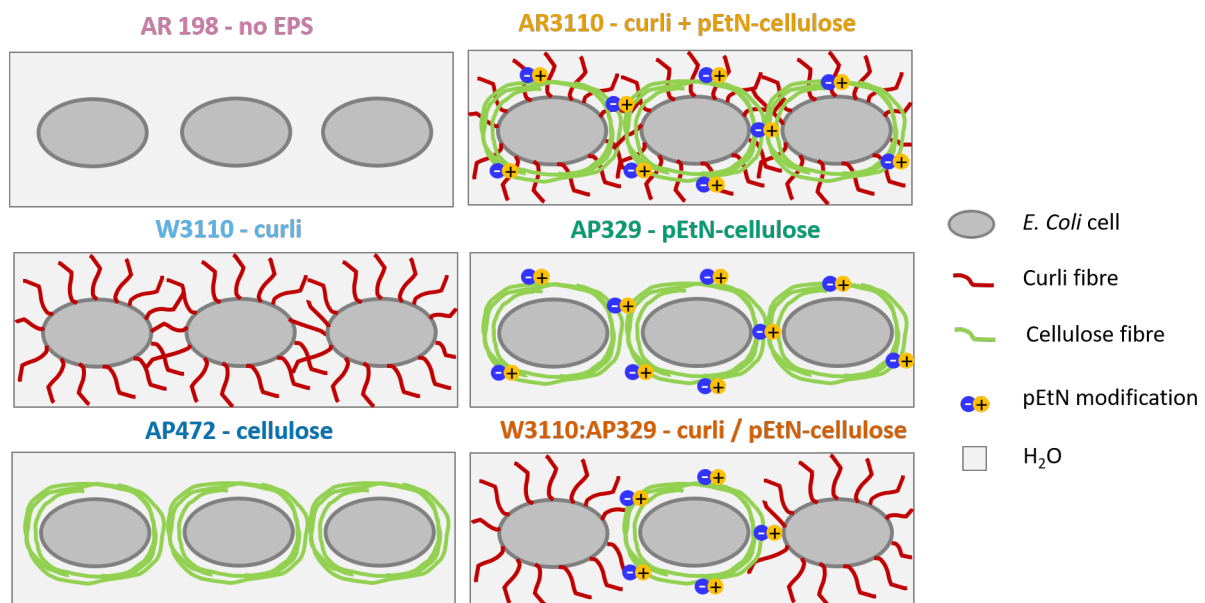 AR 198 - no EPS
AR3110 - curli + pEtN-cellulose
W3110 - curli
AP329 - pEtN-cellulose
AP472 - cellulose
W3110:AP329 - curli / pEtN-cellulose
E. Coli cell
Curli fibre
Cellulose fibre
pEtN modification
H₂O